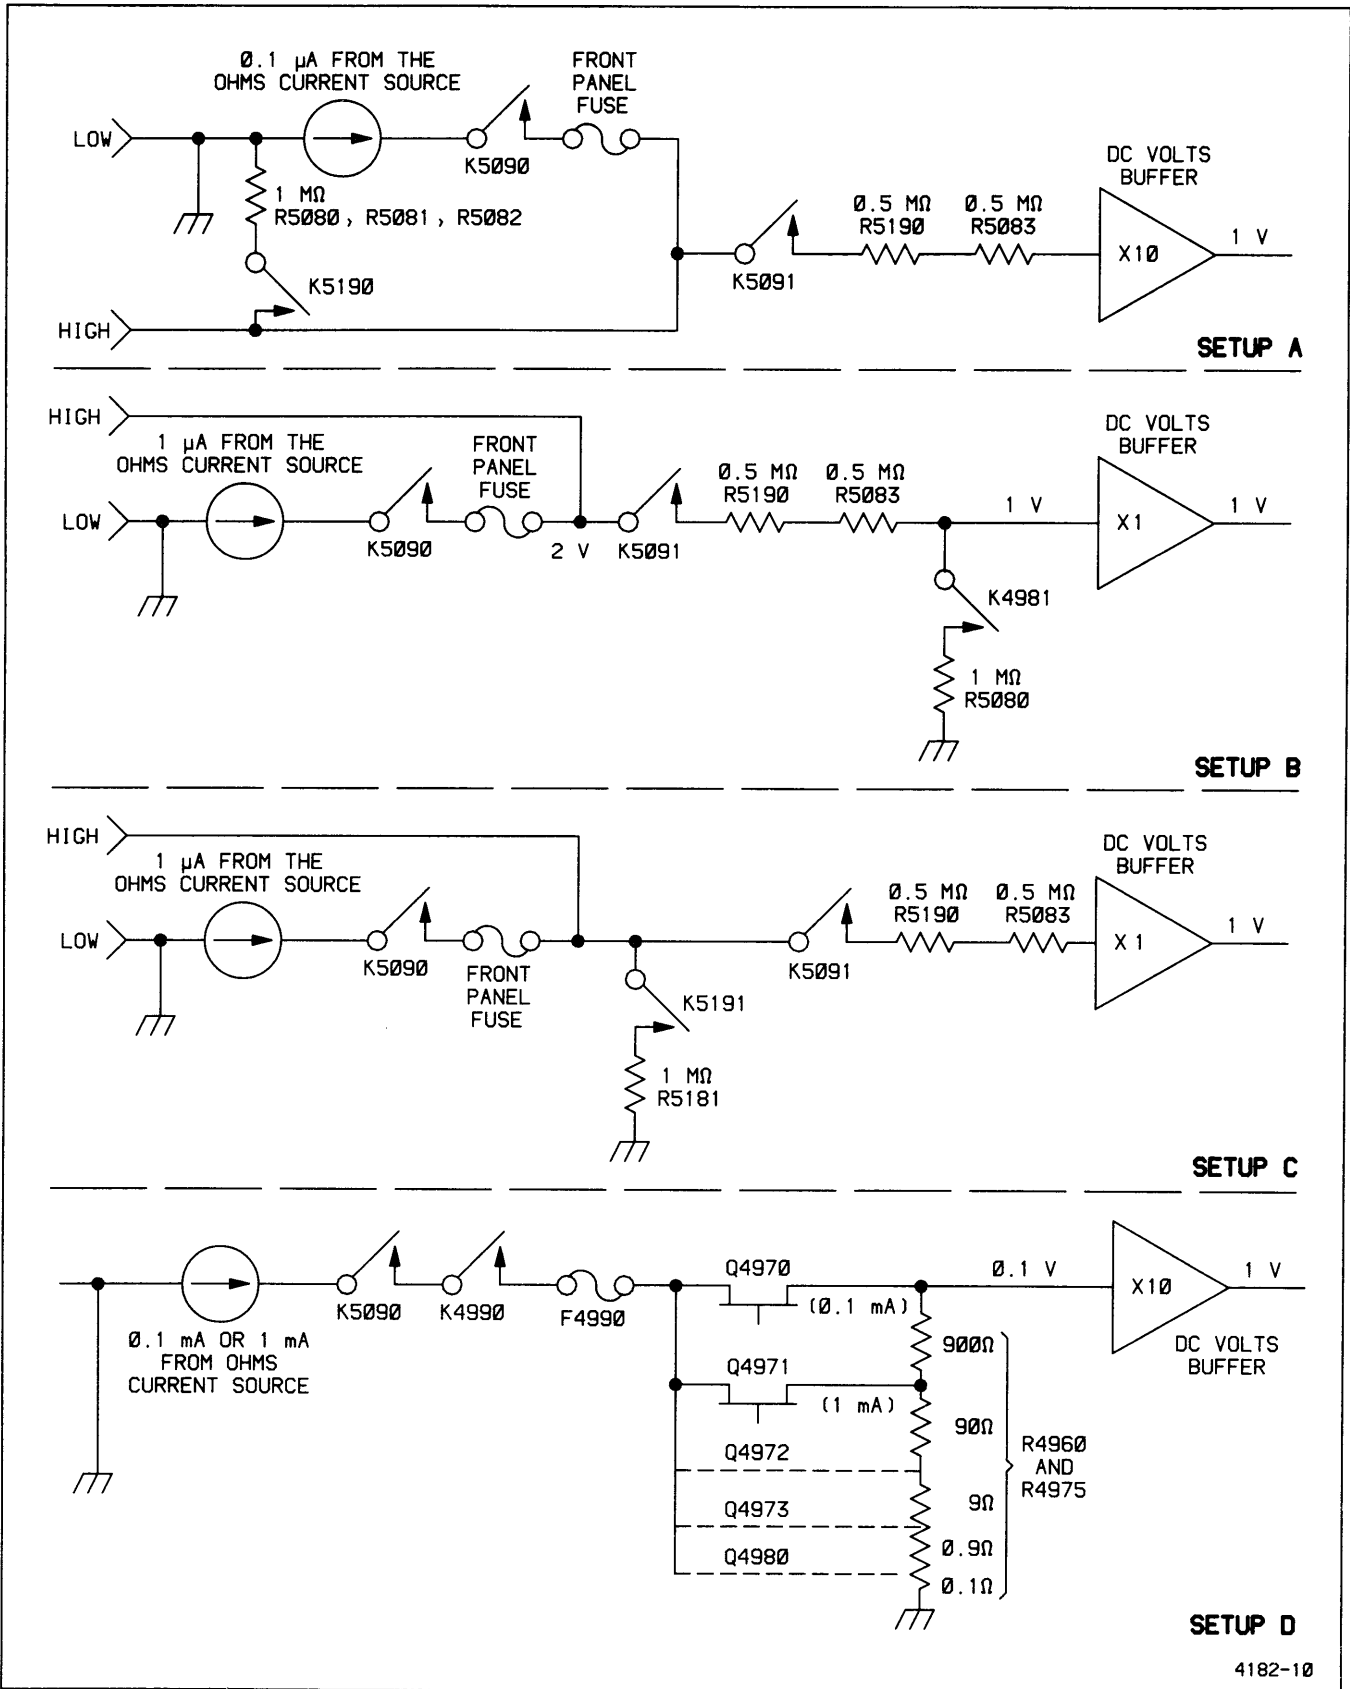 0.1 µA FROM THE
OHMS CURRENT SOURCE
FRONT
PANEL
FUSE
LOW
K5090
1 MΩ
R5080, R5081, R5082
K5190
HIGH
K5091
0.5 MΩ
R5190
0.5 MΩ
R5083
DC VOLTS
BUFFER
X10
1 V
SETUP A
HIGH
1 µA FROM THE
OHMS CURRENT SOURCE
LOW
K5090
FRONT
PANEL
FUSE
2 V
K5091
0.5 MΩ
R5190
0.5 MΩ
R5083
1 V
DC VOLTS
BUFFER
X1
1 V
K4981
1 MΩ
R5080
SETUP B
HIGH
1 µA FROM THE
OHMS CURRENT SOURCE
LOW
K5090
FRONT
PANEL
FUSE
K5191
1 MΩ
R5181
K5091
0.5 MΩ
R5190
0.5 MΩ
R5083
DC VOLTS
BUFFER
X1
1 V
SETUP C
0.1 mA OR 1 mA
FROM OHMS
CURRENT SOURCE
K5090
K4990
F4990
Q4970
(0.1 mA)
Q4971
(1 mA)
Q4972
Q4973
Q4980
0.1 V
900Ω
90Ω
9Ω
0.9Ω
0.1Ω
R4960
AND
R4975
X10
1 V
DC VOLTS
BUFFER
SETUP D
4182-10